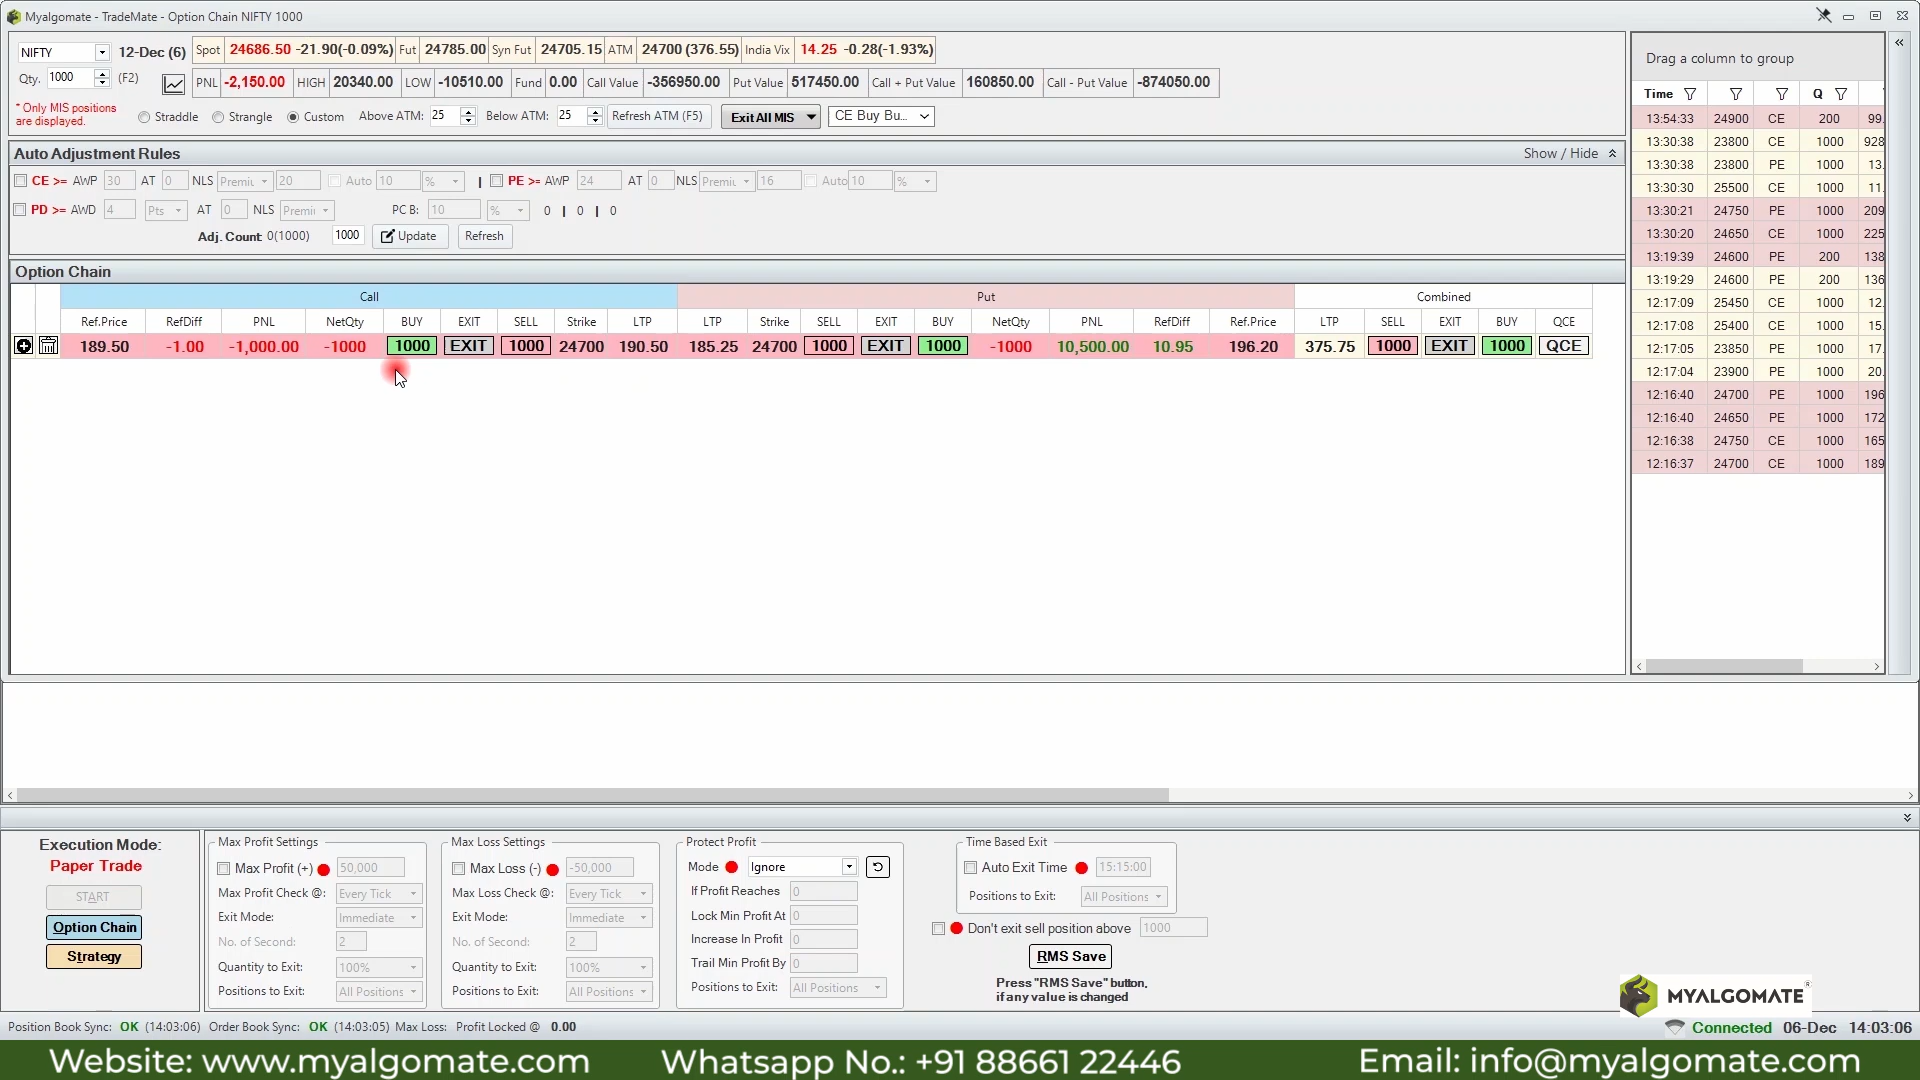 Myalgomate - TradeMate - Option Chain NIFTY 1000
NIFTY 12-Dec (6) Spot 24686.50 -21.90(-0.09%) Fut 24785.00 Syn Fut 24705.15 ATM 24700 (376.55) India Vix 14.25 -0.28(-1.93%)
Qty. 1000 (F2) PNL -2,150.00 HIGH 20340.00 LOW -10510.00 Fund 0.00 Call Value -356950.00 Put Value 517450.00 Call + Put Value 160850.00 Call - Put Value -874050.00
* Only MIS positions are displayed. Straddle Strangle Custom Above ATM: 25 Below ATM: 25 Refresh ATM (F5) Exit All MIS CE Buy Bu...
Auto Adjustment Rules Show / Hide
CE >= AWP 30 AT 0 NLS Premiu 20 Auto 10 % | PE >= AWP 24 AT 0 NLS Premiu 16 Auto 10 %
PD >= AWD 4 Pts AT 0 NLS Premi PC B: 10 % 0 | 0 | 0
Adj. Count 0(1000) 1000 Update Refresh
Option Chain
Call Put Combined
Ref.Price RefDiff PNL NetQty BUY EXIT SELL Strike LTP LTP Strike SELL EXIT BUY NetQty PNL RefDiff Ref.Price LTP SELL EXIT BUY QCE
189.50 -1.00 -1,000.00 -1000 1000 EXIT 1000 24700 190.50 185.25 24700 1000 EXIT 1000 -1000 10,500.00 10.95 196.20 375.75 1000 EXIT 1000 QCE
Drag a column to group
Time Q
13:54:33 24900 CE 200 99.
13:30:38 23800 CE 1000 928
13:30:38 23800 PE 1000 13.
13:30:30 25500 CE 1000 11.
13:30:21 24750 PE 1000 209
13:30:20 24650 CE 1000 225
13:19:39 24600 PE 200 138
13:19:29 24600 PE 200 136
12:17:09 25450 CE 1000 12.
12:17:08 25400 CE 1000 15.
12:17:05 23850 PE 1000 17.
12:17:04 23900 PE 1000 20.
12:16:40 24700 PE 1000 196
12:16:40 24650 PE 1000 172
12:16:38 24750 CE 1000 165
12:16:37 24700 CE 1000 189
Execution Mode:
Paper Trade
START
Option Chain
Strategy
Max Profit Settings
Max Profit (+) 50,000
Max Profit Check @: Every Tick
Exit Mode: Immediate
No. of Second: 2
Quantity to Exit: 100%
Positions to Exit: All Positions
Max Loss Settings
Max Loss (-) -50,000
Max Loss Check @: Every Tick
Exit Mode: Immediate
No. of Second: 2
Quantity to Exit: 100%
Positions to Exit: All Positions
Protect Profit
Mode Ignore
If Profit Reaches 0
Lock Min Profit At 0
Increase In Profit 0
Trail Min Profit By 0
Positions to Exit: All Positions
Time Based Exit
Auto Exit Time 15:15:00
Positions to Exit: All Positions
Don't exit sell position above 1000
RMS Save
Press "RMS Save" button,
if any value is changed
MYALGOMATE®
Position Book Sync: OK (14:03:06) Order Book Sync: OK (14:03:05) Max Loss: Profit Locked @ 0.00 Connected 06-Dec 14:03:06
Website: www.myalgomate.com Whatsapp No.: +91 88661 22446 Email: info@myalgomate.com